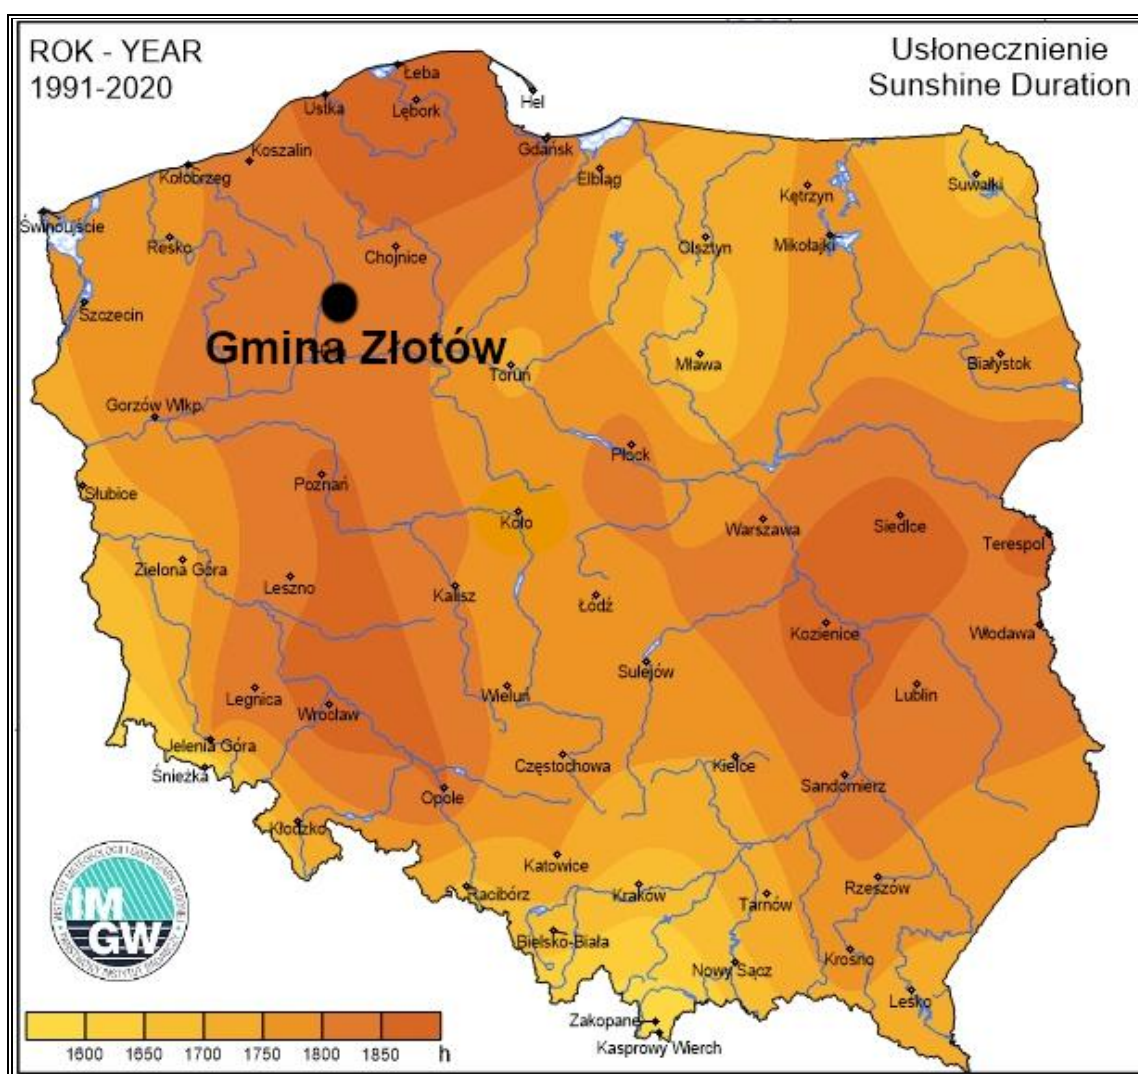 ROK - YEAR
1991-2020
Usłonecznienie
Sunshine Duration
Łeba
Ustka
Lębork
Hel
Koszalin
Gdańsk
Kołobrzeg
Elbląg
Kętrzyn
Suwałki
Świnoujście
Resko
Chojnice
Olsztyn
Mikołajki
Szczecin
Gmina Złotów
Toruń
Mława
Białystok
Gorzów Wlkp.
Płock
Poznań
Słubice
Koło
Warszawa
Siedlce
Terespol
Zielona Góra
Leszno
Kalisz
Łódź
Kozienice
Włodawa
Sulejów
Legnica
Wieluń
Lublin
Wrocław
Jelenia Góra
Śnieżka
Częstochowa
Kielce
Sandomierz
Opole
Kłodzko
Katowice
Racibórz
Kraków
Tarnów
Rzeszów
Bielsko-Biała
Nowy Sącz
Krosno
Lesko
Zakopane
Kasprowy Wierch
IM
GW
1600 1650 1700 1750 1800 1850 h